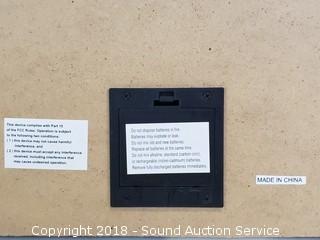 This device complies with Part 15
of the FCC Rules. Operation is subject
to the following two conditions:
( 1 ) this device may not cause harmful
interference, and
( 2 ) this device must accept any interference
received, including interference that
may cause undesired operation.
Do not dispose batteries in fire.
Batteries may explode or leak.
Do not mix old and new batteries.
Replace all batteries at the same time.
Do not mix alkaline, standard (carbon-zinc),
or rechargeable (nickel-cadmium) batteries.
Remove fully discharged batteries immediately.
MADE IN CHINA
Copyright 2018 - Sound Auction Service